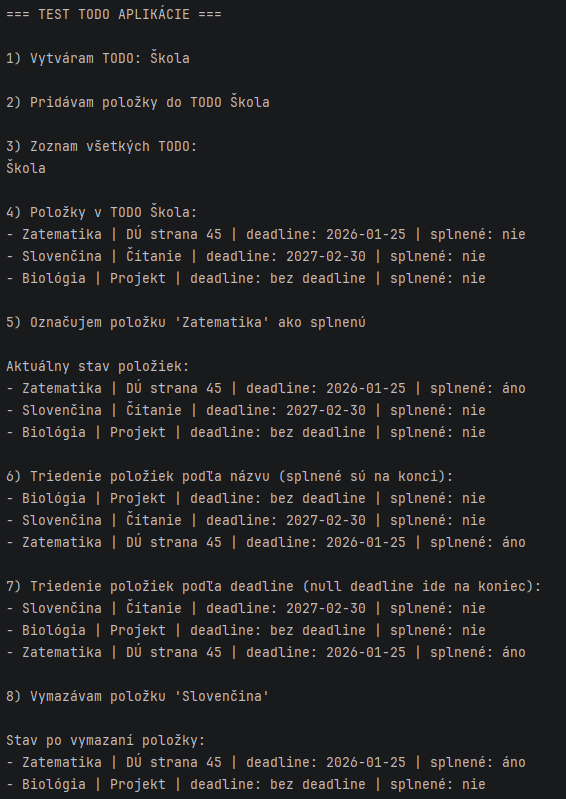 === TEST TODO APLIKÁCIE ===
1) Vytváram TODO: Škola
2) Pridávam položky do TODO Škola
3) Zoznam všetkých TODO:
Škola
4) Položky v TODO Škola:
- Zatematika | DÚ strana 45 | deadline: 2026-01-25 | splnené: nie
- Slovenčina | Čítanie | deadline: 2027-02-30 | splnené: nie
- Biológia | Projekt | deadline: bez deadline | splnené: nie
5) Označujem položku 'Zatematika' ako splnenú
Aktuálny stav položiek:
- Zatematika | DÚ strana 45 | deadline: 2026-01-25 | splnené: áno
- Slovenčina | Čítanie | deadline: 2027-02-30 | splnené: nie
- Biológia | Projekt | deadline: bez deadline | splnené: nie
6) Triedenie položiek podľa názvu (splnené sú na konci):
- Biológia | Projekt | deadline: bez deadline | splnené: nie
- Slovenčina | Čítanie | deadline: 2027-02-30 | splnené: nie
- Zatematika | DÚ strana 45 | deadline: 2026-01-25 | splnené: áno
7) Triedenie položiek podľa deadline (null deadline ide na koniec):
- Slovenčina | Čítanie | deadline: 2027-02-30 | splnené: nie
- Biológia | Projekt | deadline: bez deadline | splnené: nie
- Zatematika | DÚ strana 45 | deadline: 2026-01-25 | splnené: áno
8) Vymazávam položku 'Slovenčina'
Stav po vymazaní položky:
- Zatematika | DÚ strana 45 | deadline: 2026-01-25 | splnené: áno
- Biológia | Projekt | deadline: bez deadline | splnené: nie